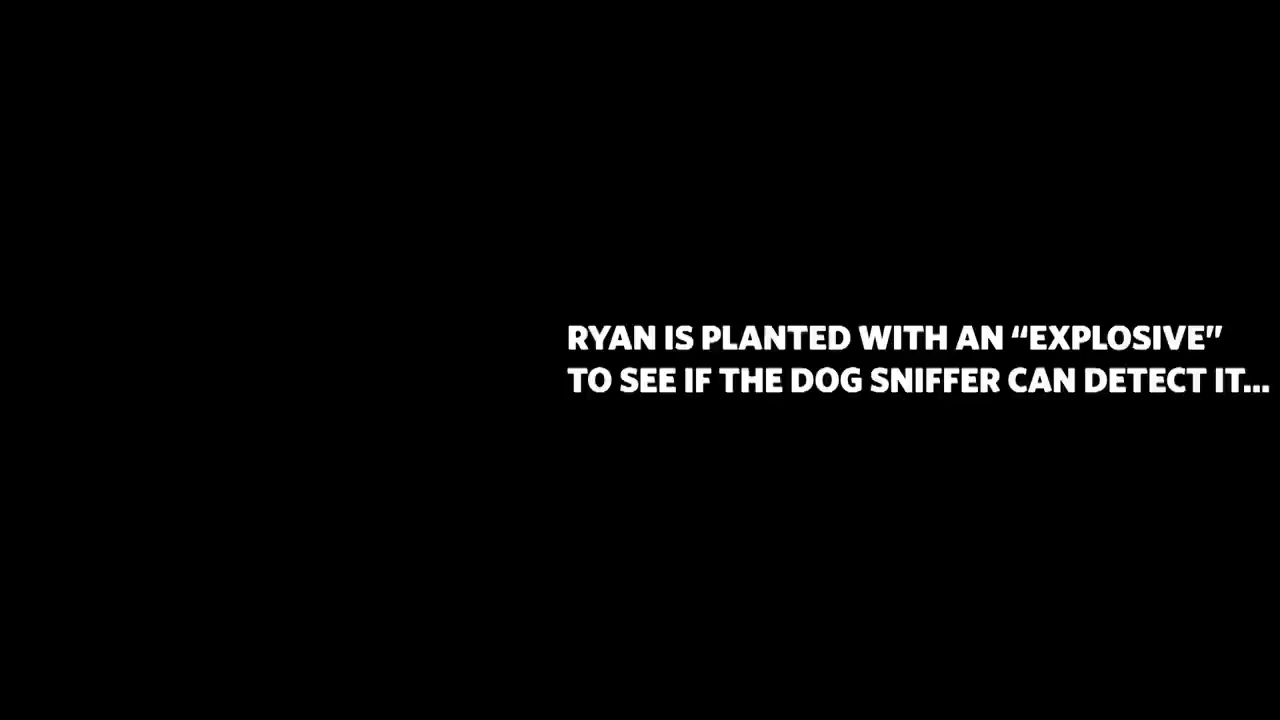 RYAN IS PLANTED WITH AN “EXPLOSIVE”
TO SEE IF THE DOG SNIFFER CAN DETECT IT...